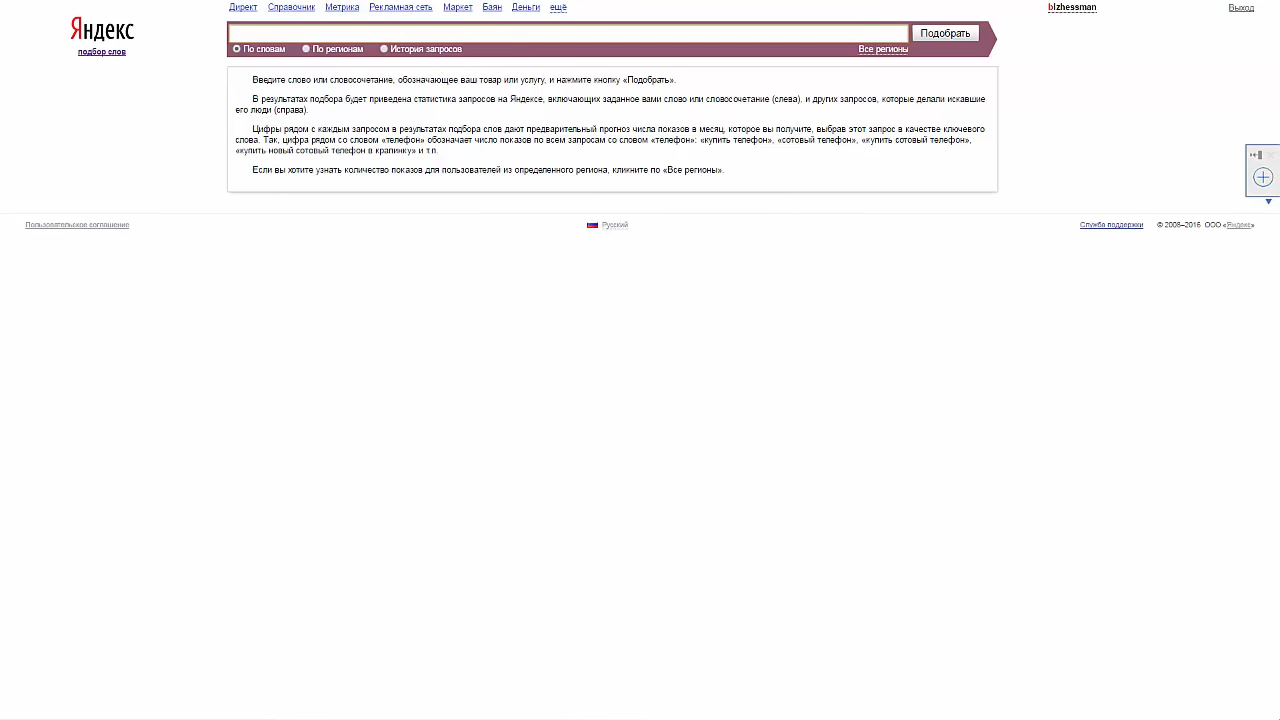 Директ Справочник Метрика Рекламная сеть Маркет Баян Деньги ещё blzhessman Выход
Яндекс
подбор слов
Подобрать
По словам По регионам История запросов Все регионы
Введите слово или словосочетание, обозначающее ваш товар или услугу, и нажмите кнопку «Подобрать».
В результатах подбора будет приведена статистика запросов на Яндексе, включающих заданное вами слово или словосочетание (слева), и других запросов, которые делали искавшие
его люди (справа).
Цифры рядом с каждым запросом в результатах подбора слов дают предварительный прогноз числа показов в месяц, которое вы получите, выбрав этот запрос в качестве ключевого
слова. Так, цифра рядом со словом «телефон» обозначает число показов по всем запросам со словом «телефон»: «купить телефон», «сотовый телефон», «купить сотовый телефон»,
«купить новый сотовый телефон в крапинку» и т.п.
Если вы хотите узнать количество показов для пользователей из определенного региона, кликните по «Все регионы».
Пользовательское соглашение Русский Служба поддержки © 2008–2016 ООО «Яндекс»